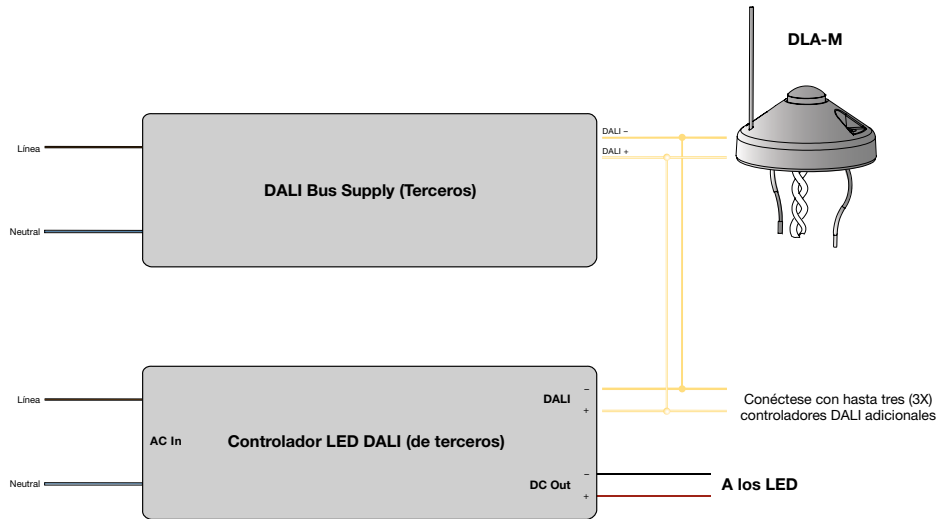 DLA-M
DALI –
DALI +
Línea
Neutral
DALI Bus Supply (Terceros)
Línea
Neutral
AC In
Controlador LED DALI (de terceros)
DALI
–
+
DC Out
–
+
Conéctese con hasta tres (3X)
controladores DALI adicionales
A los LED